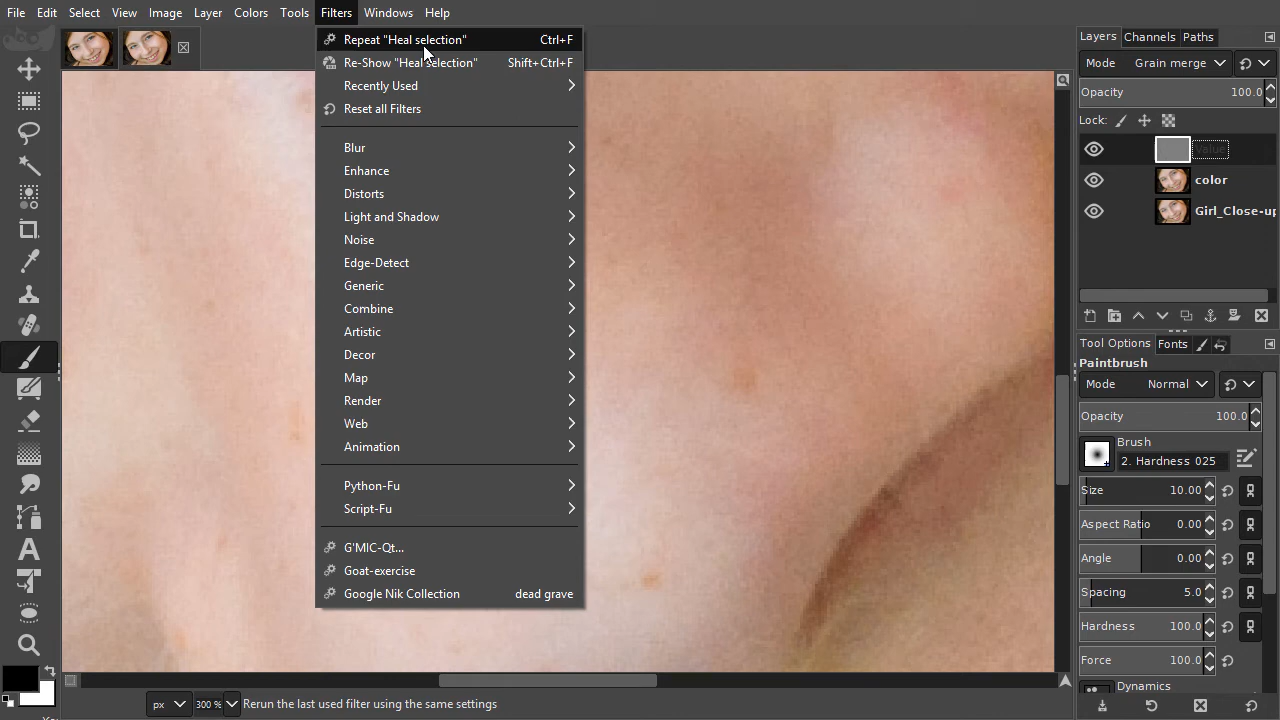 File Edit Select View Image Layer Colors Tools Filters Windows Help
Repeat "Heal selection" Ctrl+F
Re-Show "Heal selection" Shift+Ctrl+F
Recently Used
Reset all Filters
Blur
Enhance
Distorts
Light and Shadow
Noise
Edge-Detect
Generic
Combine
Artistic
Decor
Map
Render
Web
Animation
Python-Fu
Script-Fu
G'MIC-Qt...
Goat-exercise
Google Nik Collection dead grave
Layers Channels Paths
Mode Grain merge
Opacity 100.0
Lock:
value
color
Girl_Close-up
Tool Options Fonts
Paintbrush
Mode Normal
Opacity 100.0
Brush
2. Hardness 025
Size 10.00
Aspect Ratio 0.00
Angle 0.00
Spacing 5.0
Hardness 100.0
Force 100.0
Dynamics
px 300 % Rerun the last used filter using the same settings